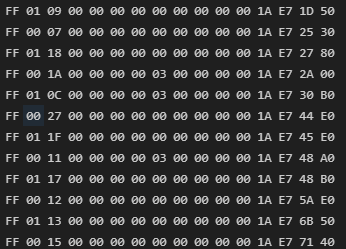 FF 01 09 00 00 00 00 00 00 00 00 00 1A E7 1D 50
FF 00 07 00 00 00 00 00 00 00 00 00 1A E7 25 30
FF 01 18 00 00 00 00 00 00 00 00 00 1A E7 27 80
FF 00 1A 00 00 00 00 03 00 00 00 00 1A E7 2A 00
FF 01 0C 00 00 00 00 03 00 00 00 00 1A E7 30 B0
FF 00 27 00 00 00 00 00 00 00 00 00 1A E7 44 E0
FF 01 1F 00 00 00 00 00 00 00 00 00 1A E7 45 E0
FF 00 11 00 00 00 00 03 00 00 00 00 1A E7 48 A0
FF 01 17 00 00 00 00 00 00 00 00 00 1A E7 48 B0
FF 00 12 00 00 00 00 00 00 00 00 00 1A E7 5A E0
FF 01 13 00 00 00 00 00 00 00 00 00 1A E7 6B 50
FF 00 15 00 00 00 00 00 00 00 00 00 1A E7 71 40